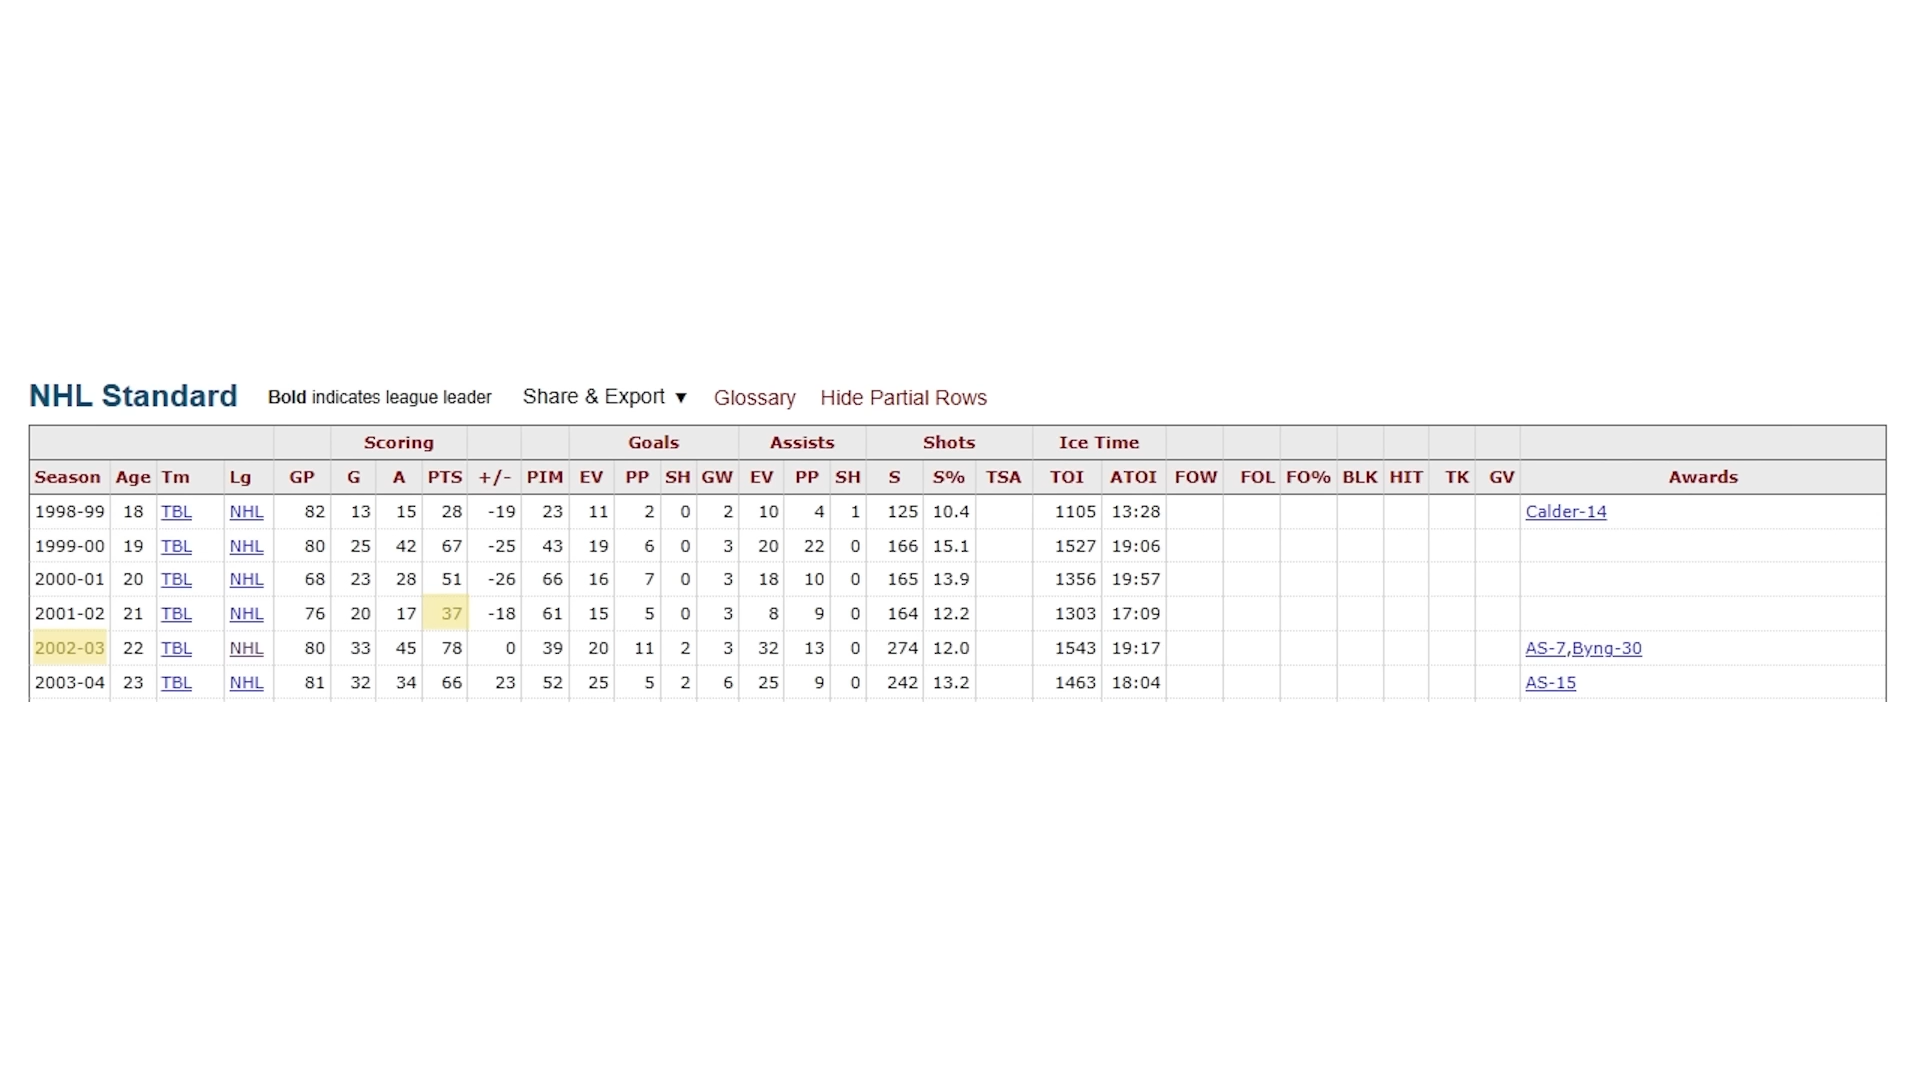 NHL Standard Bold indicates league leader Share & Export ▼ Glossary Hide Partial Rows
Scoring Goals Assists Shots Ice Time
Season Age Tm Lg GP G A PTS +/- PIM EV PP SH GW EV PP SH S S% TSA TOI ATOI FOW FOL FO% BLK HIT TK GV Awards
1998-99 18 TBL NHL 82 13 15 28 -19 23 11 2 0 2 10 4 1 125 10.4 1105 13:28 Calder-14
1999-00 19 TBL NHL 80 25 42 67 -25 43 19 6 0 3 20 22 0 166 15.1 1527 19:06
2000-01 20 TBL NHL 68 23 28 51 -26 66 16 7 0 3 18 10 0 165 13.9 1356 19:57
2001-02 21 TBL NHL 76 20 17 37 -18 61 15 5 0 3 8 9 0 164 12.2 1303 17:09
2002-03 22 TBL NHL 80 33 45 78 0 39 20 11 2 3 32 13 0 274 12.0 1543 19:17 AS-7,Byng-30
2003-04 23 TBL NHL 81 32 34 66 23 52 25 5 2 6 25 9 0 242 13.2 1463 18:04 AS-15